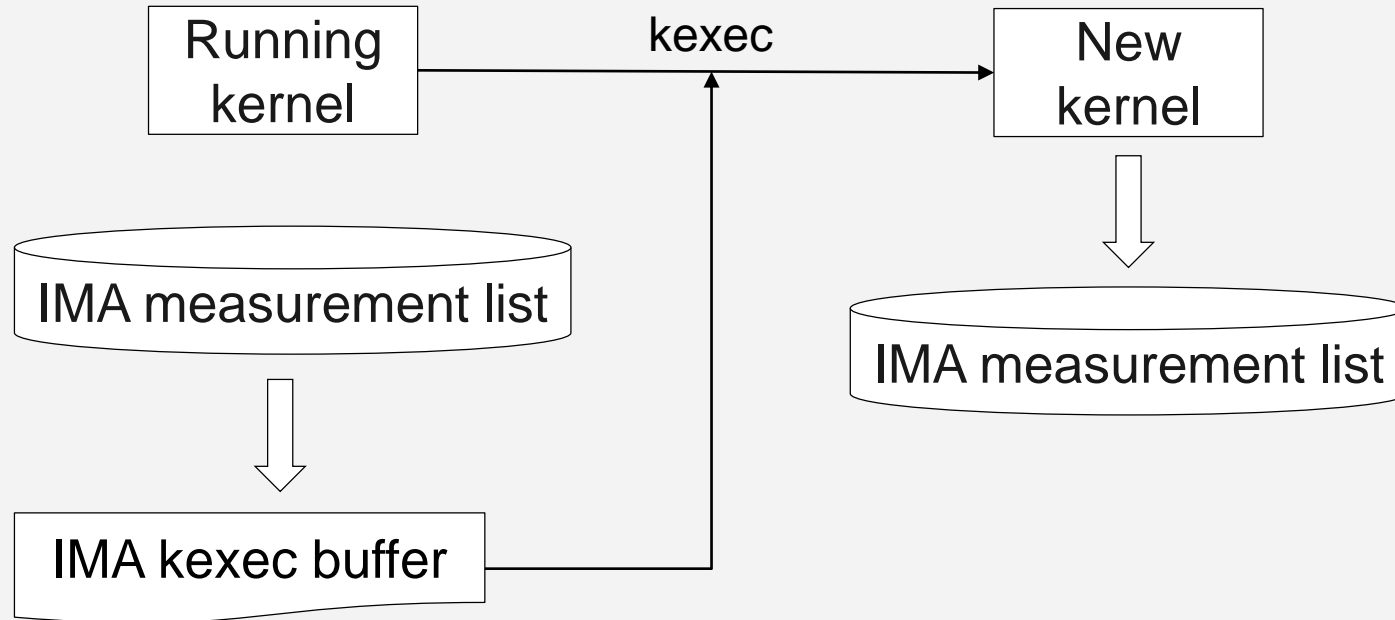 Running
kernel
kexec
New
kernel
IMA measurement list
IMA measurement list
IMA kexec buffer